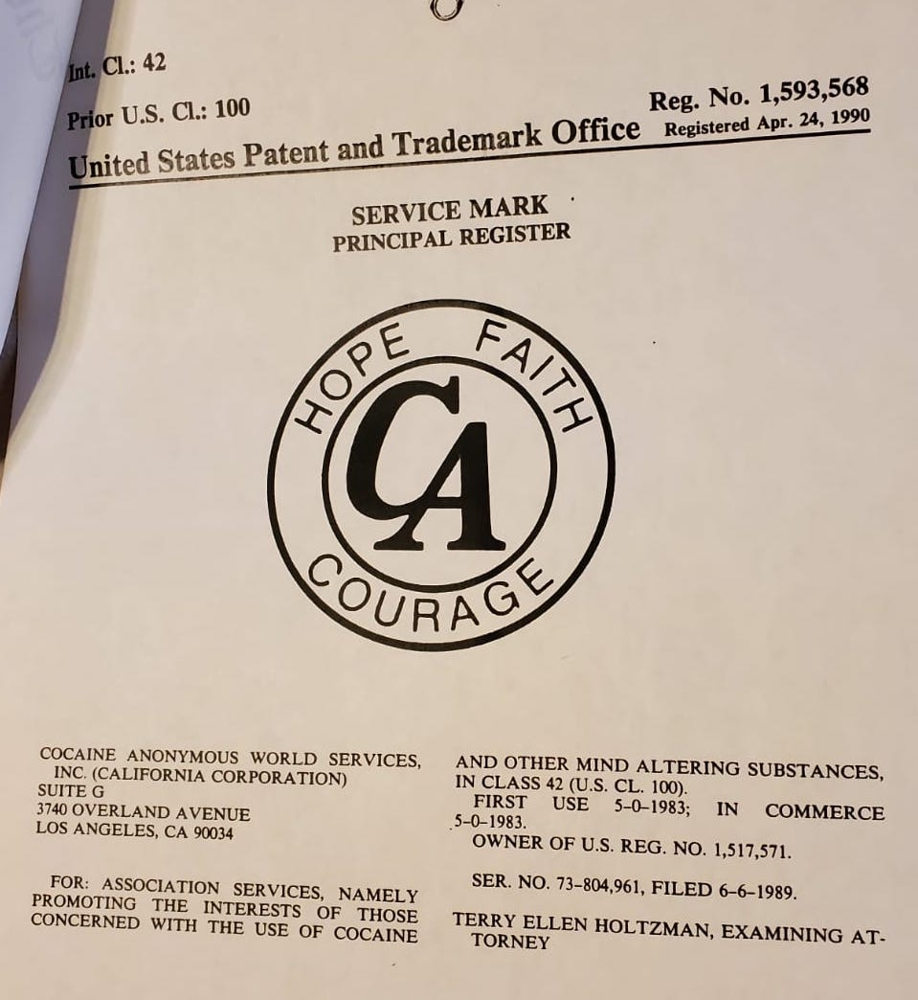 Int. Cl.: 42
Prior U.S. Cl.: 100
Reg. No. 1,593,568
United States Patent and Trademark Office
Registered Apr. 24, 1990
SERVICE MARK
PRINCIPAL REGISTER
HOPE FAITH
CA
COURAGE
COCAINE ANONYMOUS WORLD SERVICES,
INC. (CALIFORNIA CORPORATION)
SUITE G
3740 OVERLAND AVENUE
LOS ANGELES, CA 90034
FOR: ASSOCIATION SERVICES, NAMELY
PROMOTING THE INTERESTS OF THOSE
CONCERNED WITH THE USE OF COCAINE
AND OTHER MIND ALTERING SUBSTANCES,
IN CLASS 42 (U.S. CL. 100).
FIRST USE 5-0-1983; IN COMMERCE
5-0-1983.
OWNER OF U.S. REG. NO. 1,517,571.
SER. NO. 73-804,961, FILED 6-6-1989.
TERRY ELLEN HOLTZMAN, EXAMINING AT-
TORNEY